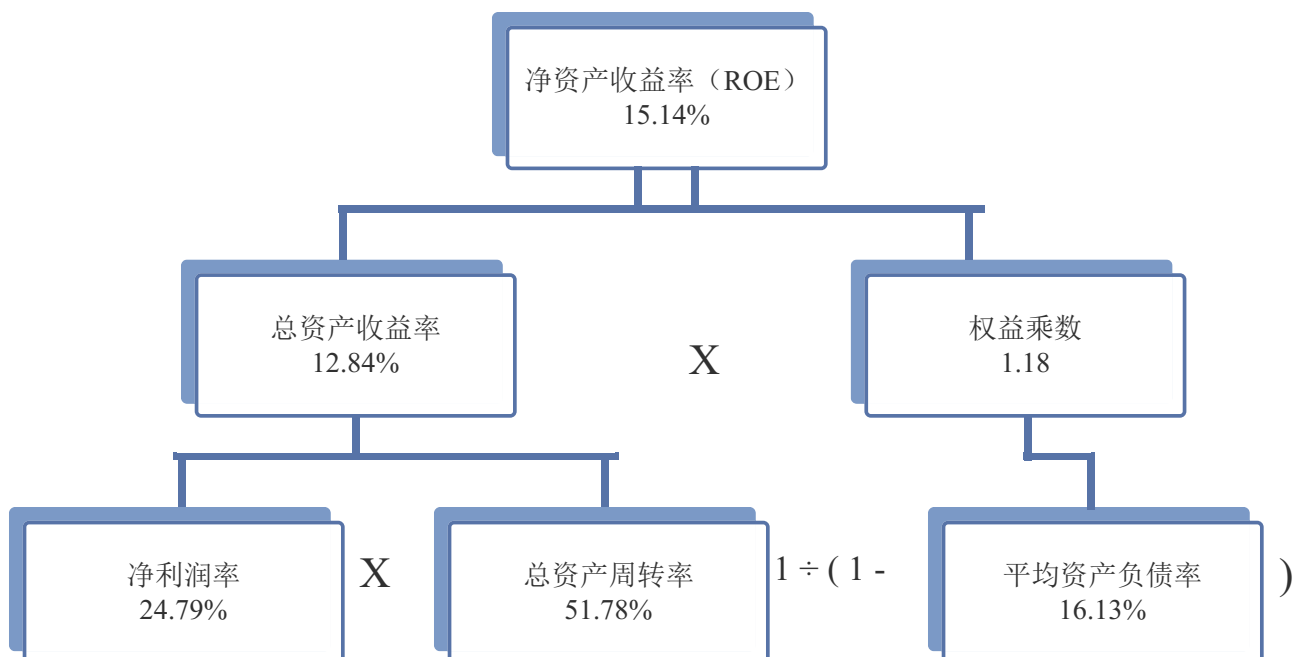 净资产收益率（ROE）
15.14%
总资产收益率
12.84%
X
权益乘数
1.18
净利润率
24.79%
X
总资产周转率
51.78%
1 ÷ ( 1 -
平均资产负债率
16.13%
)